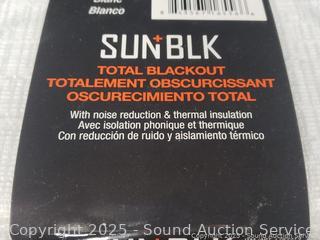 Blanc
Blanco
SUN+BLK
TOTAL BLACKOUT
TOTALEMENT OBSCURCISSANT
OSCURECIMIENTO TOTAL
With noise reduction & thermal insulation
Avec isolation phonique et thermique
Con reducción de ruido y aislamiento térmico
Copyright 2025 - Sound Auction Service